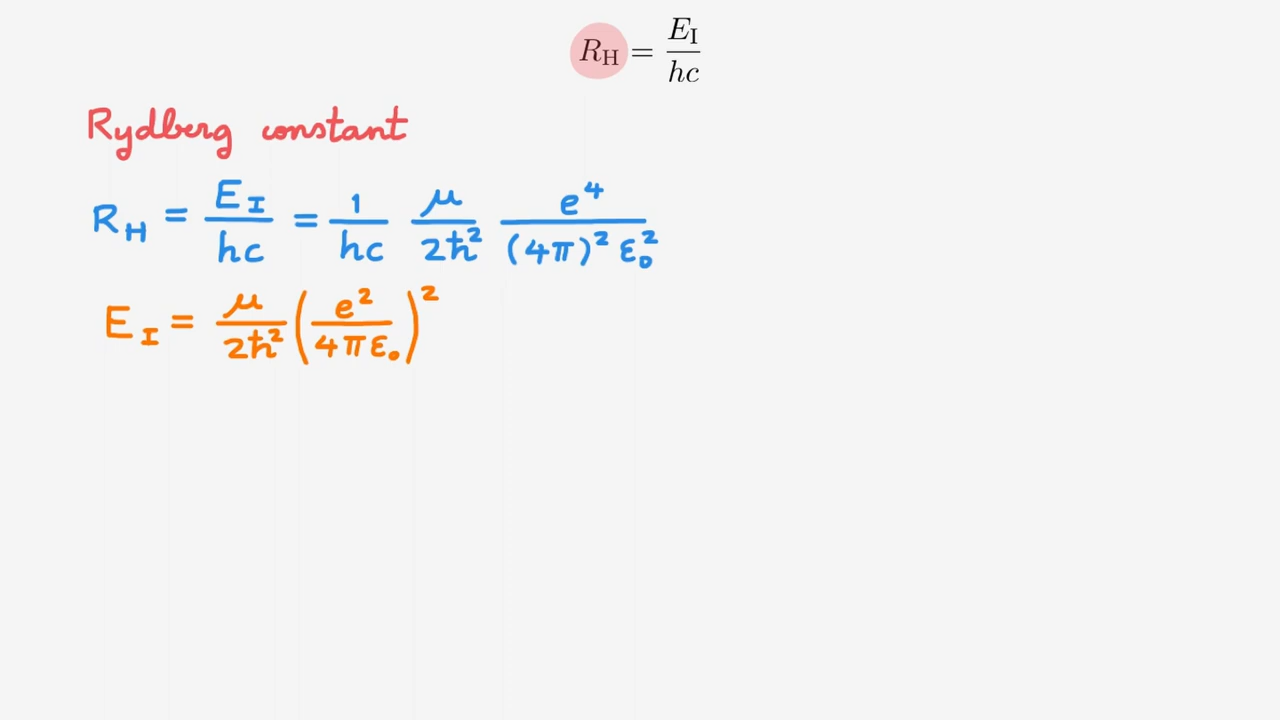 R_H = E_I / hc
Rydberg constant
R_H = E_I / hc = 1 / hc μ / 2ħ² e⁴ / (4π)² ε₀²
E_I = μ / 2ħ² (e² / 4πε₀)²